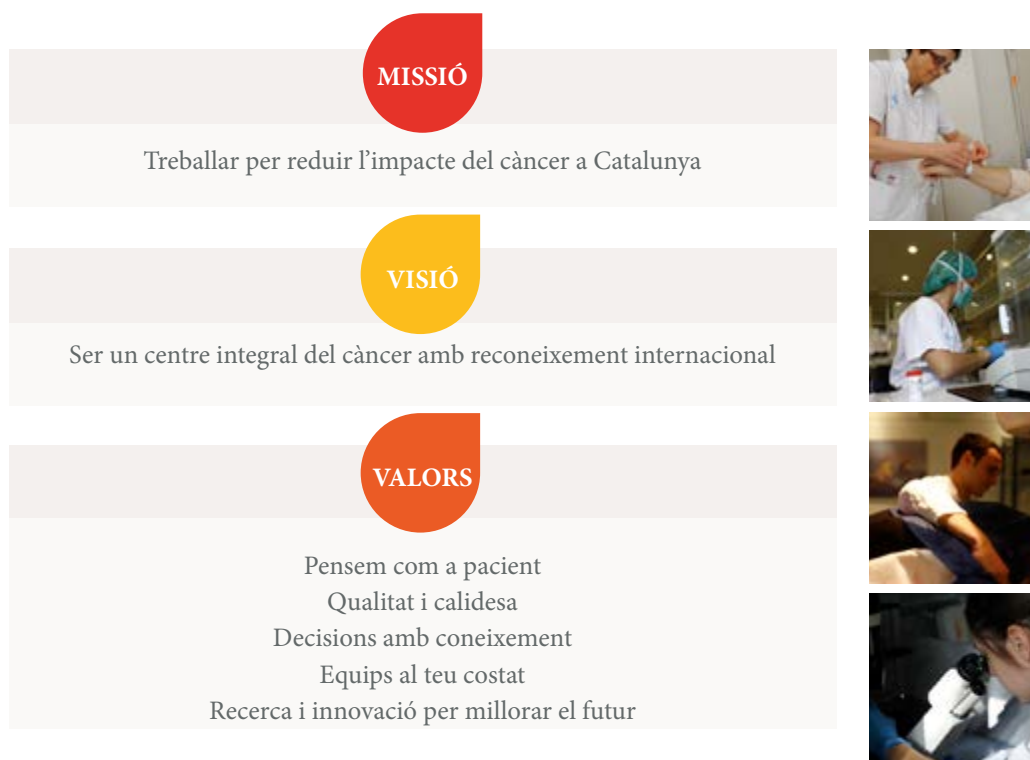 MISSIÓ
Treballar per reduir l’impacte del càncer a Catalunya
VISIÓ
Ser un centre integral del càncer amb reconeixement internacional
VALORS
Pensem com a pacient
Qualitat i calidesa
Decisions amb coneixement
Equips al teu costat
Recerca i innovació per millorar el futur